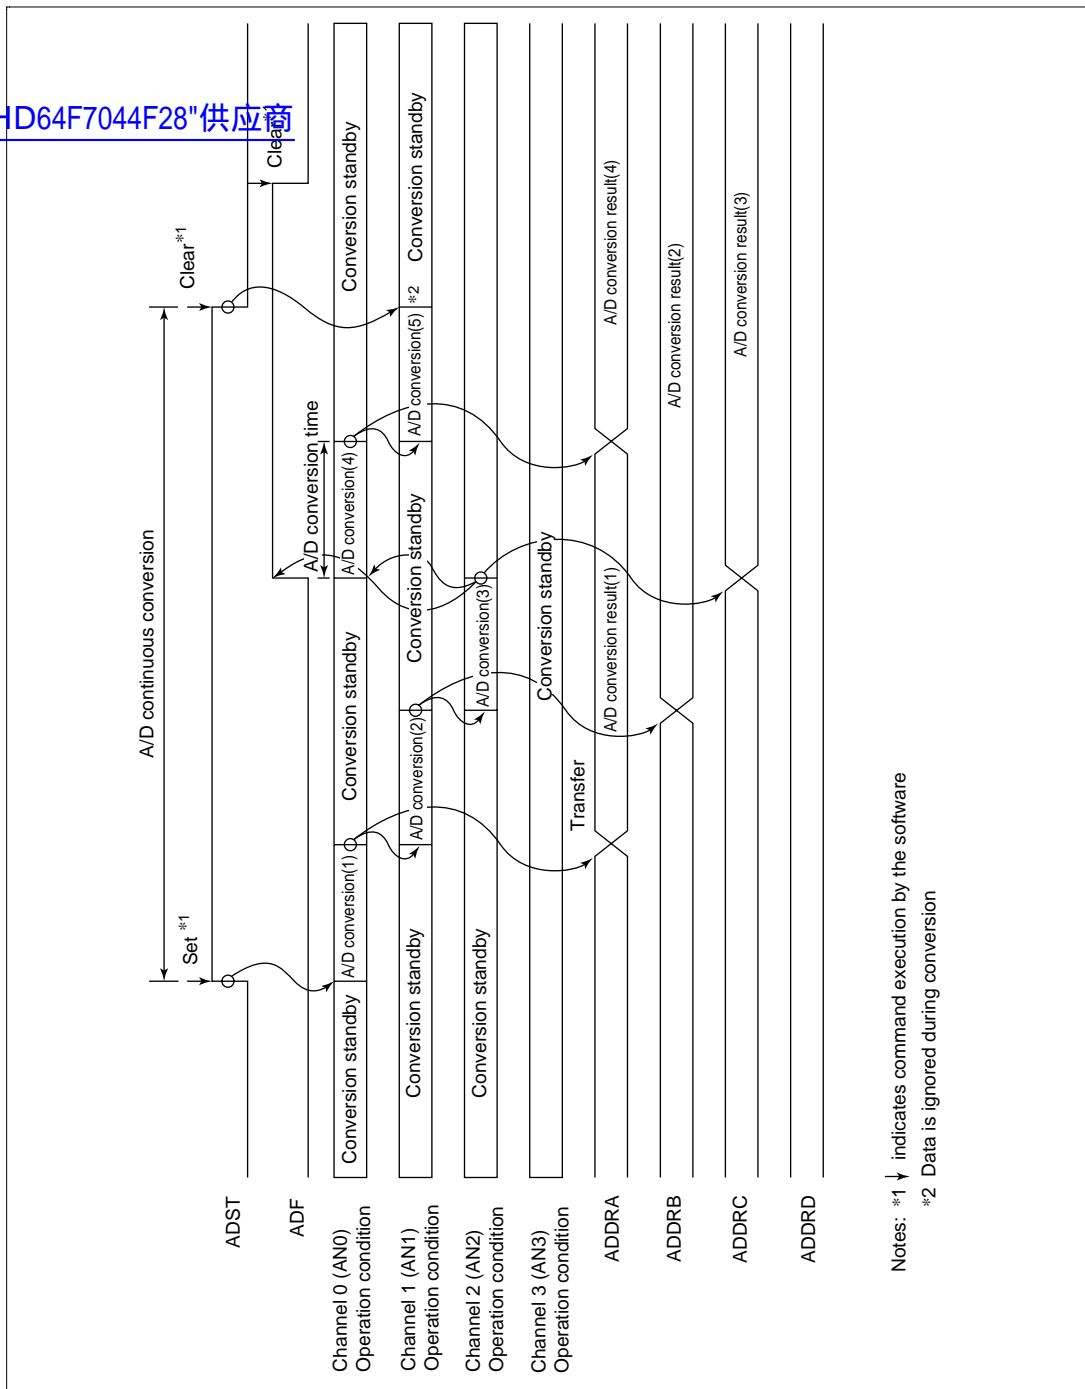 HD64F7044F28"供应商
A/D continuous conversion
Set *1
Clear*1
Clear*1
A/D conversion time
ADST
ADF
Channel 0 (AN0)
Operation condition
Conversion standby
A/D conversion(1)
Conversion standby
A/D conversion(4)
Conversion standby
Channel 1 (AN1)
Operation condition
Conversion standby
A/D conversion(2)
Conversion standby
A/D conversion(5)
*2
Conversion standby
Channel 2 (AN2)
Operation condition
Conversion standby
A/D conversion(3)
Channel 3 (AN3)
Operation condition
Conversion standby
Transfer
ADDRA
A/D conversion result(1)
A/D conversion result(4)
ADDRB
A/D conversion result(2)
ADDRC
A/D conversion result(3)
ADDRD
Notes: *1 ↓ indicates command execution by the software
*2 Data is ignored during conversion